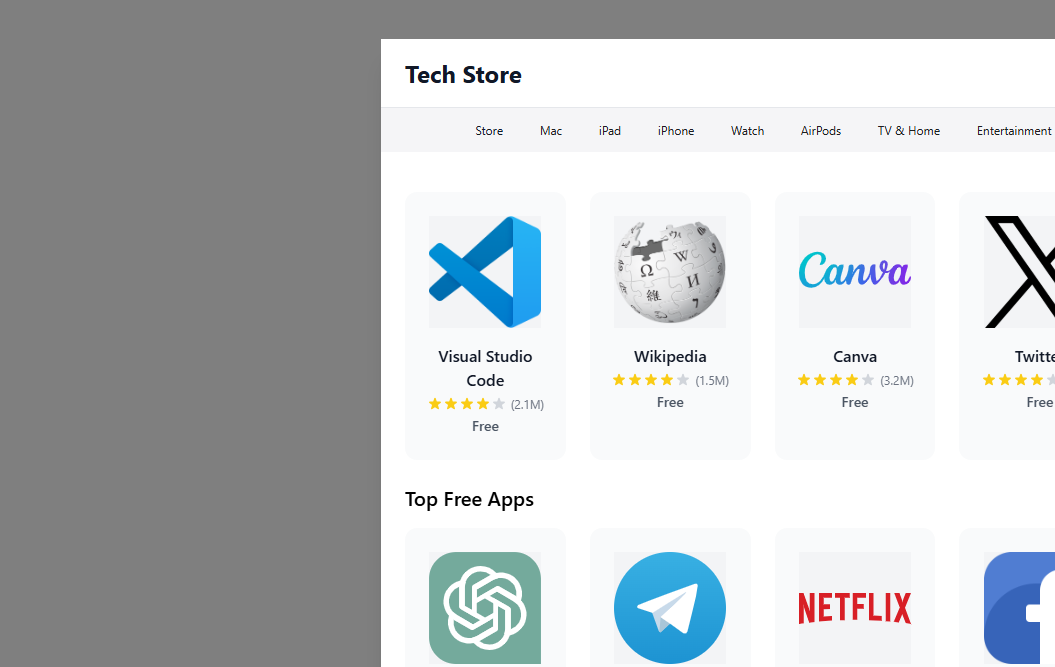 Tech Store
Store Mac iPad iPhone Watch AirPods TV & Home Entertainment
Canva
Visual Studio
Code
(2.1M)
Free
Wikipedia
(1.5M)
Free
Canva
(3.2M)
Free
Twitte
Free
Top Free Apps
NETFLIX